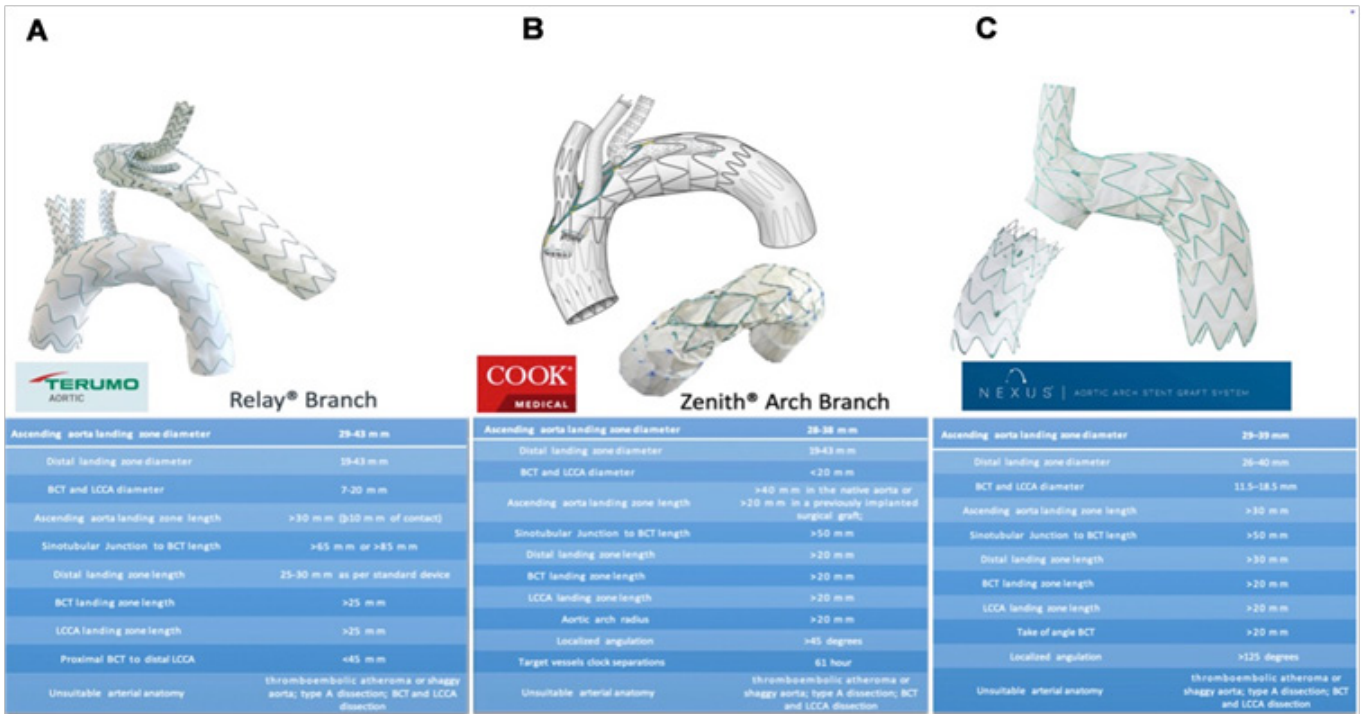 A
B
C
TERUMO
AORTIC
Relay® Branch
COOK®
MEDICAL
Zenith® Arch Branch
NEXUS® | AORTIC ARCH STENT GRAFT SYSTEM
Ascending aorta landing zone diameter 29-43 mm
Distal landing zone diameter 19-43 mm
BCT and LCCA diameter 7-20 mm
Ascending aorta landing zone length >30 mm (þ10 mm of contact)
Sinotubular Junction to BCT length >65 mm or >85 mm
Distal landing zone length 25-30 mm as per standard device
BCT landing zone length >25 mm
LCCA landing zone length >25 mm
Proximal BCT to distal LCCA <45 mm
Unsuitable arterial anatomy
thromboembolic atheroma or shaggy
aorta; type A dissection; BCT and LCCA
dissection
Ascending aorta landing zone diameter 28-38 mm
Distal landing zone diameter 19-43 mm
BCT and LCCA diameter <20 mm
Ascending aorta landing zone length
>40 mm in the native aorta or
>20 mm in a previously implanted
surgical graft;
Sinotubular Junction to BCT length >50 mm
Distal landing zone length >20 mm
BCT landing zone length >20 mm
LCCA landing zone length >20 mm
Aortic arch radius >20 mm
Localized angulation >45 degrees
Target vessels clock separations 61 hour
Unsuitable arterial anatomy
thromboembolic atheroma or
shaggy aorta; type A dissection; BCT
and LCCA dissection
Ascending aorta landing zone diameter 29–39 mm
Distal landing zone diameter 26–40 mm
BCT and LCCA diameter 11.5–18.5 mm
Ascending aorta landing zone length >30 mm
Sinotubular Junction to BCT length >50 mm
Distal landing zone length >30 mm
BCT landing zone length >20 mm
LCCA landing zone length >20 mm
Take of angle BCT >20 mm
Localized angulation >125 degrees
Unsuitable arterial anatomy
thromboembolic atheroma or
shaggy aorta; type A dissection; BCT
and LCCA dissection